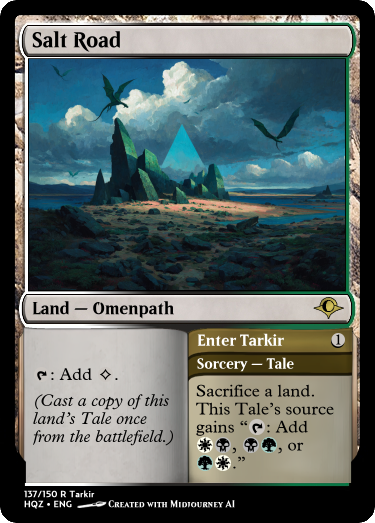 Salt Road
Land — Omenpath
Enter Tarkir 1
Sorcery — Tale
: Add .
(Cast a copy of this
land's Tale once
from the battlefield.)
Sacrifice a land.
This Tale's source
gains “: Add
, , or
.”
137/150 R Tarkir
HQZ • ENG Created with Midjourney AI